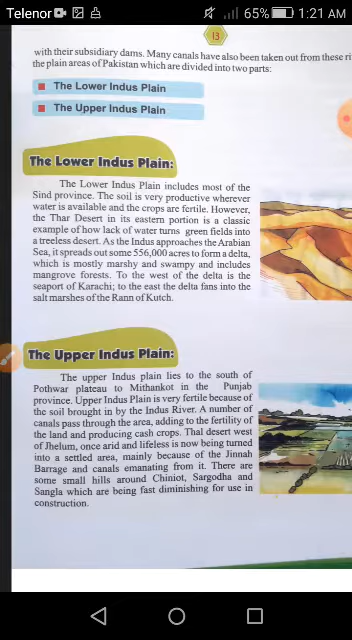 Telenor 65% 1:21 AM
13
with their subsidiary dams. Many canals have also been taken out from these
the plain areas of Pakistan which are divided into two parts:
The Lower Indus Plain
The Upper Indus Plain
The Lower Indus Plain:
The Lower Indus Plain includes most of the
Sind province. The soil is very productive wherever
water is available and the crops are fertile. However,
the Thar Desert in its eastern portion is a classic
example of how lack of water turns green fields into
a treeless desert. As the Indus approaches the Arabian
Sea, it spreads out some 556,000 acres to form a delta,
which is mostly marshy and swampy and includes
mangrove forests. To the west of the delta is the
seaport of Karachi; to the east the delta fans into the
salt marshes of the Rann of Kutch.
The Upper Indus Plain:
The upper Indus plain lies to the south of
Pothwar plateau to Mithankot in the Punjab
province. Upper Indus Plain is very fertile because of
the soil brought in by the Indus River. A number of
canals pass through the area, adding to the fertility of
the land and producing cash crops. Thal desert west
of Jhelum, once arid and lifeless is now being turned
into a settled area, mainly because of the Jinnah
Barrage and canals emanating from it. There are
some small hills around Chiniot, Sargodha and
Sangla which are being fast diminishing for use in
construction.